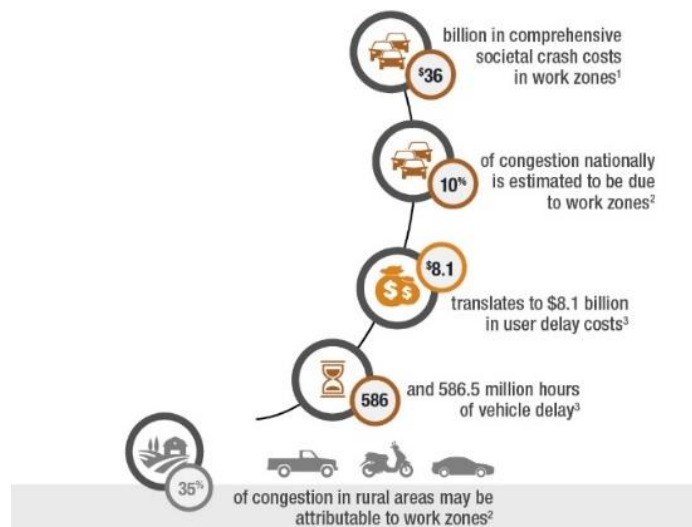 billion in comprehensive
societal crash costs
$36
in work zones¹
of congestion nationally
10%
is estimated to be due
to work zones²
$8.1
$ $
translates to $8.1 billion
in user delay costs³
586
and 586.5 million hours
of vehicle delay³
35%
of congestion in rural areas may be
attributable to work zones²